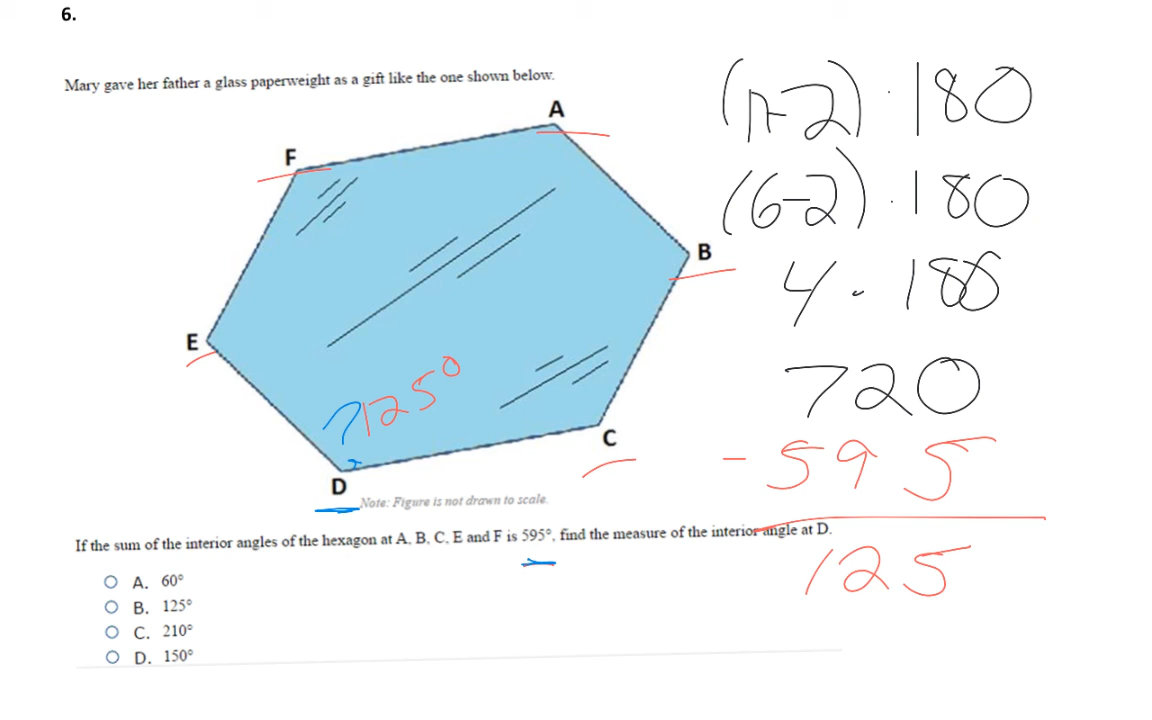 6.
Mary gave her father a glass paperweight as a gift like the one shown below.
A
F
B
E
C
D
?125°
Note: Figure is not drawn to scale.
If the sum of the interior angles of the hexagon at A, B, C, E and F is 595°, find the measure of the interior angle at D.
A. 60°
B. 125°
C. 210°
D. 150°
(n-2) · 180
(6-2) · 180
4 · 180
720
- 595
125